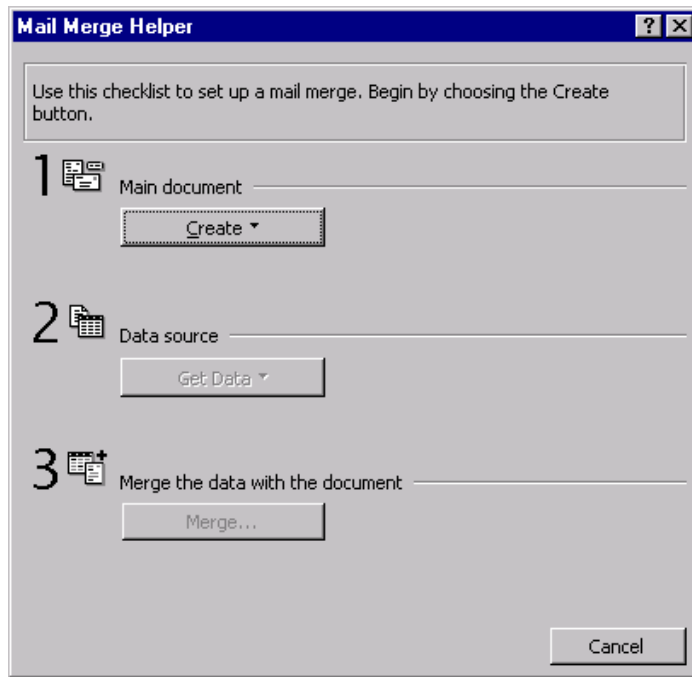 Mail Merge Helper
Use this checklist to set up a mail merge. Begin by choosing the Create
button.
1 Main document
Create
2 Data source
Get Data
3 Merge the data with the document
Merge...
Cancel